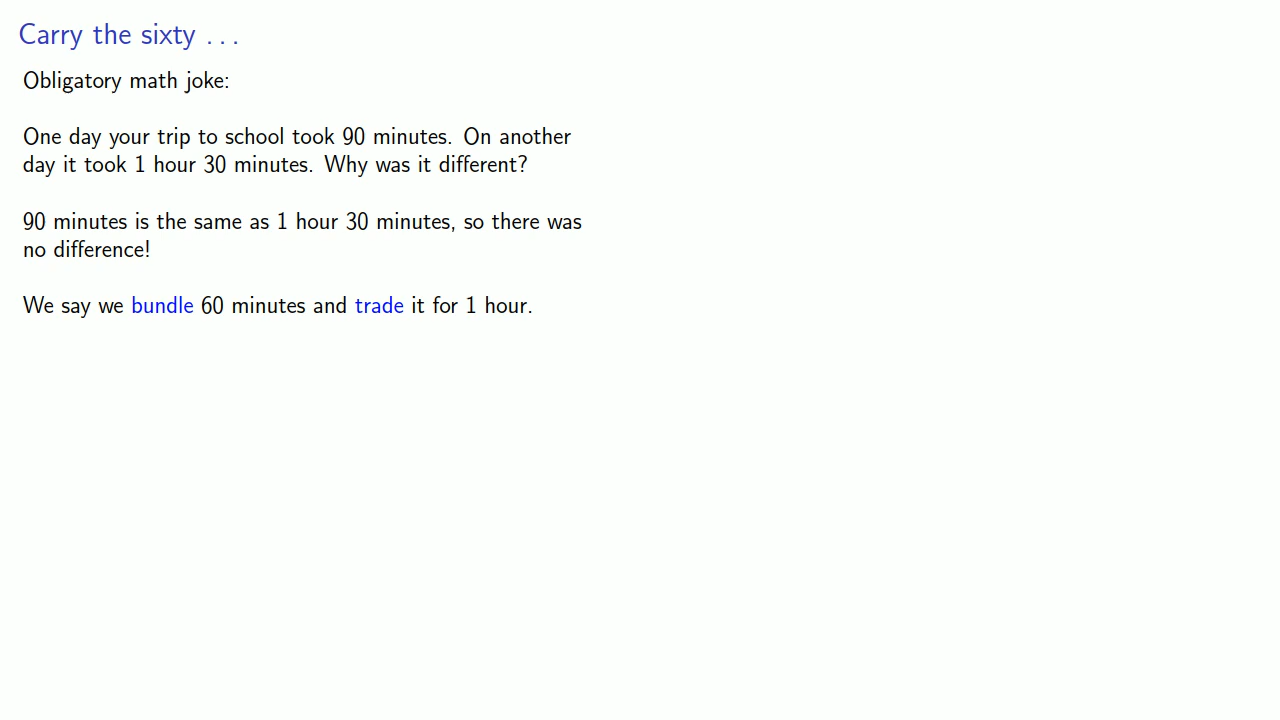 Carry the sixty ...
Obligatory math joke:
One day your trip to school took 90 minutes. On another
day it took 1 hour 30 minutes. Why was it different?
90 minutes is the same as 1 hour 30 minutes, so there was
no difference!
We say we bundle 60 minutes and trade it for 1 hour.